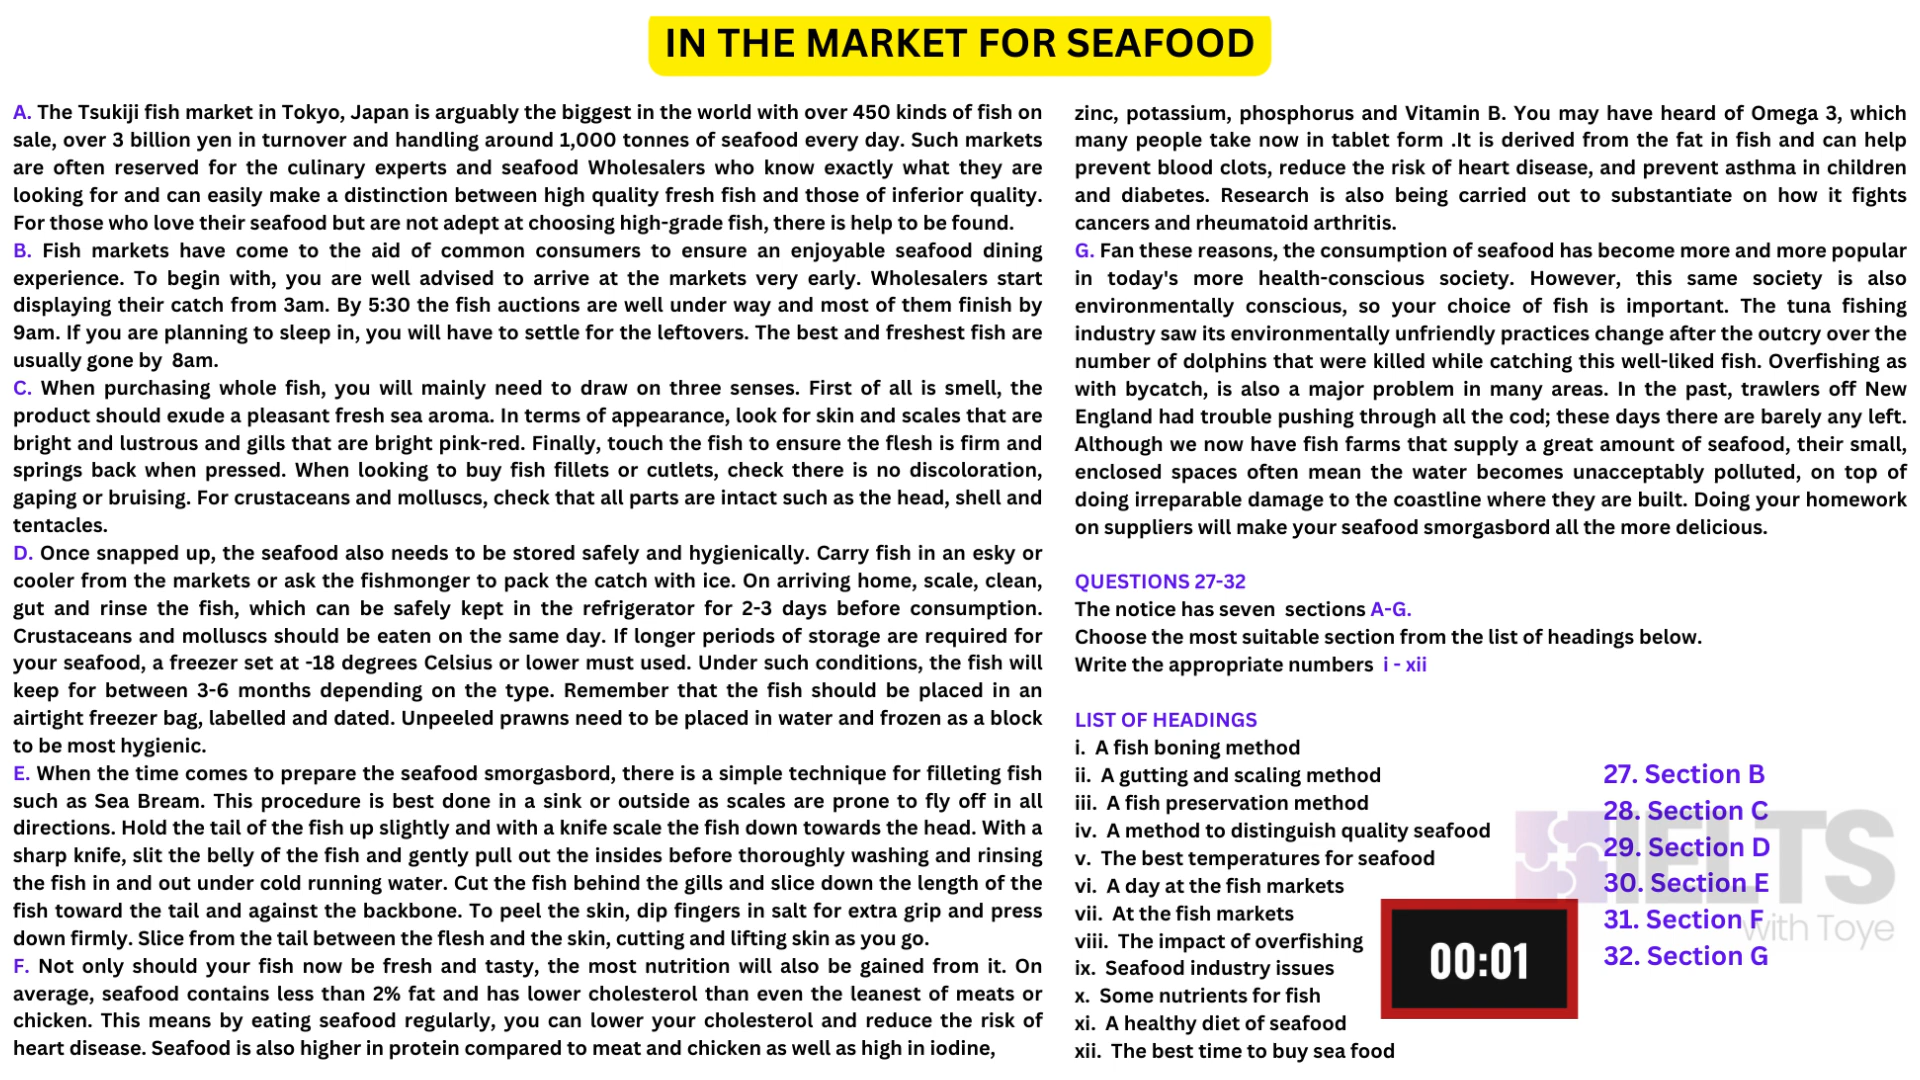 IN THE MARKET FOR SEAFOOD
A. The Tsukiji fish market in Tokyo, Japan is arguably the biggest in the world with over 450 kinds of fish on
sale, over 3 billion yen in turnover and handling around 1,000 tonnes of seafood every day. Such markets
are often reserved for the culinary experts and seafood Wholesalers who know exactly what they are
looking for and can easily make a distinction between high quality fresh fish and those of inferior quality.
For those who love their seafood but are not adept at choosing high-grade fish, there is help to be found.
B. Fish markets have come to the aid of common consumers to ensure an enjoyable seafood dining
experience. To begin with, you are well advised to arrive at the markets very early. Wholesalers start
displaying their catch from 3am. By 5:30 the fish auctions are well under way and most of them finish by
9am. If you are planning to sleep in, you will have to settle for the leftovers. The best and freshest fish are
usually gone by 8am.
C. When purchasing whole fish, you will mainly need to draw on three senses. First of all is smell, the
product should exude a pleasant fresh sea aroma. In terms of appearance, look for skin and scales that are
bright and lustrous and gills that are bright pink-red. Finally, touch the fish to ensure the flesh is firm and
springs back when pressed. When looking to buy fish fillets or cutlets, check there is no discoloration,
gaping or bruising. For crustaceans and molluscs, check that all parts are intact such as the head, shell and
tentacles.
D. Once snapped up, the seafood also needs to be stored safely and hygienically. Carry fish in an esky or
cooler from the markets or ask the fishmonger to pack the catch with ice. On arriving home, scale, clean,
gut and rinse the fish, which can be safely kept in the refrigerator for 2-3 days before consumption.
Crustaceans and molluscs should be eaten on the same day. If longer periods of storage are required for
your seafood, a freezer set at -18 degrees Celsius or lower must used. Under such conditions, the fish will
keep for between 3-6 months depending on the type. Remember that the fish should be placed in an
airtight freezer bag, labelled and dated. Unpeeled prawns need to be placed in water and frozen as a block
to be most hygienic.
E. When the time comes to prepare the seafood smorgasbord, there is a simple technique for filleting fish
such as Sea Bream. This procedure is best done in a sink or outside as scales are prone to fly off in all
directions. Hold the tail of the fish up slightly and with a knife scale the fish down towards the head. With a
sharp knife, slit the belly of the fish and gently pull out the insides before thoroughly washing and rinsing
the fish in and out under cold running water. Cut the fish behind the gills and slice down the length of the
fish toward the tail and against the backbone. To peel the skin, dip fingers in salt for extra grip and press
down firmly. Slice from the tail between the flesh and the skin, cutting and lifting skin as you go.
F. Not only should your fish now be fresh and tasty, the most nutrition will also be gained from it. On
average, seafood contains less than 2% fat and has lower cholesterol than even the leanest of meats or
chicken. This means by eating seafood regularly, you can lower your cholesterol and reduce the risk of
heart disease. Seafood is also higher in protein compared to meat and chicken as well as high in iodine,
zinc, potassium, phosphorus and Vitamin B. You may have heard of Omega 3, which
many people take now in tablet form .It is derived from the fat in fish and can help
prevent blood clots, reduce the risk of heart disease, and prevent asthma in children
and diabetes. Research is also being carried out to substantiate on how it fights
cancers and rheumatoid arthritis.
G. Fan these reasons, the consumption of seafood has become more and more popular
in today's more health-conscious society. However, this same society is also
environmentally conscious, so your choice of fish is important. The tuna fishing
industry saw its environmentally unfriendly practices change after the outcry over the
number of dolphins that were killed while catching this well-liked fish. Overfishing as
with bycatch, is also a major problem in many areas. In the past, trawlers off New
England had trouble pushing through all the cod; these days there are barely any left.
Although we now have fish farms that supply a great amount of seafood, their small,
enclosed spaces often mean the water becomes unacceptably polluted, on top of
doing irreparable damage to the coastline where they are built. Doing your homework
on suppliers will make your seafood smorgasbord all the more delicious.
QUESTIONS 27-32
The notice has seven sections A-G.
Choose the most suitable section from the list of headings below.
Write the appropriate numbers i - xii
LIST OF HEADINGS
i. A fish boning method
ii. A gutting and scaling method
iii. A fish preservation method
iv. A method to distinguish quality seafood
v. The best temperatures for seafood
vi. A day at the fish markets
vii. At the fish markets
viii. The impact of overfishing
ix. Seafood industry issues
x. Some nutrients for fish
xi. A healthy diet of seafood
xii. The best time to buy sea food
27. Section B
28. Section C
29. Section D
30. Section E
31. Section F
32. Section G
00:01
IELTS
with Toye